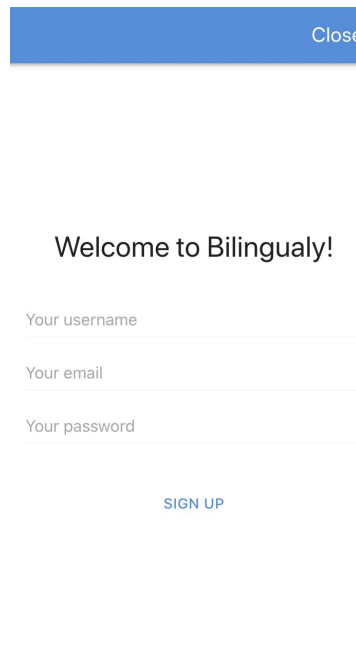 Close
Welcome to Bilingualy!
Your username
Your email
Your password
SIGN UP